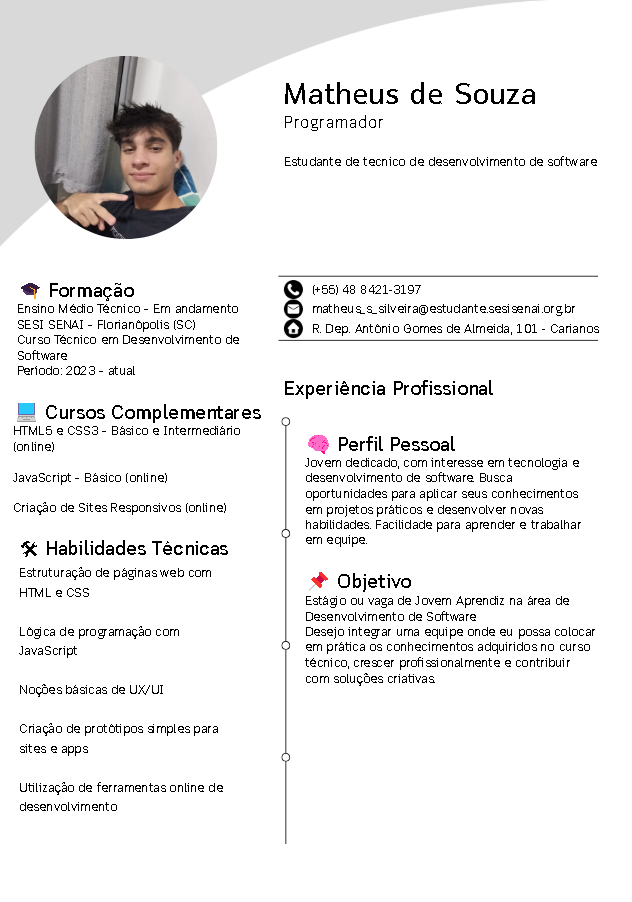 Matheus de Souza
Programador
Estudante de tecnico de desenvolvimento de software
(+55) 48 8421-3197
matheus_s_silveira@estudante.sesisenai.org.br
R. Dep. Antônio Gomes de Almeida, 101 - Carianos
Formação
Ensino Médio Técnico - Em andamento
SESI SENAI - Florianópolis (SC)
Curso Técnico em Desenvolvimento de
Software
Período: 2023 - atual
Cursos Complementares
HTML5 e CSS3 - Básico e Intermediário
(online)
JavaScript - Básico (online)
Criação de Sites Responsivos (online)
Habilidades Técnicas
Estruturação de páginas web com
HTML e CSS
Lógica de programação com
JavaScript
Noções básicas de UX/UI
Criação de protótipos simples para
sites e apps
Utilização de ferramentas online de
desenvolvimento
Experiência Profissional
Perfil Pessoal
Jovem dedicado, com interesse em tecnologia e
desenvolvimento de software. Busca
oportunidades para aplicar seus conhecimentos
em projetos práticos e desenvolver novas
habilidades. Facilidade para aprender e trabalhar
em equipe.
Objetivo
Estágio ou vaga de Jovem Aprendiz na área de
Desenvolvimento de Software
Desejo integrar uma equipe onde eu possa colocar
em prática os conhecimentos adquiridos no curso
técnico, crescer profissionalmente e contribuir
com soluções criativas.